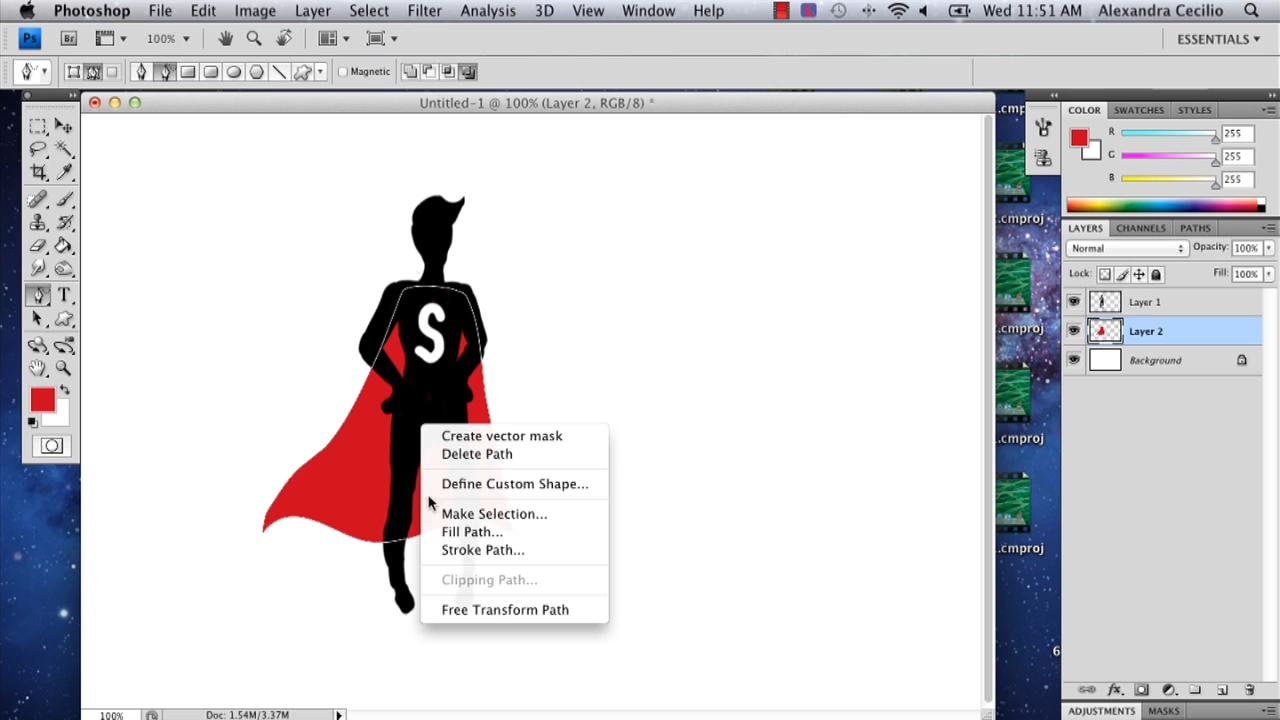 Photoshop File Edit Image Layer Select Filter Analysis 3D View Window Help Wed 11:51 AM Alexandra Cecilio
Ps Br 100% ESSENTIALS
Magnetic
Untitled-1 @ 100% (Layer 2, RGB/8) *
S
Create vector mask
Delete Path
Define Custom Shape...
Make Selection...
Fill Path...
Stroke Path...
Clipping Path...
Free Transform Path
100% Doc: 1.54M/3.37M
.cmp
.cmproj
.cmproj
.cmproj
.cmproj
6
COLOR SWATCHES STYLES
R 255
G 255
B 255
LAYERS CHANNELS PATHS
Normal Opacity: 100%
Lock: Fill: 100%
Layer 1
Layer 2
Background
fx
ADJUSTMENTS MASKS